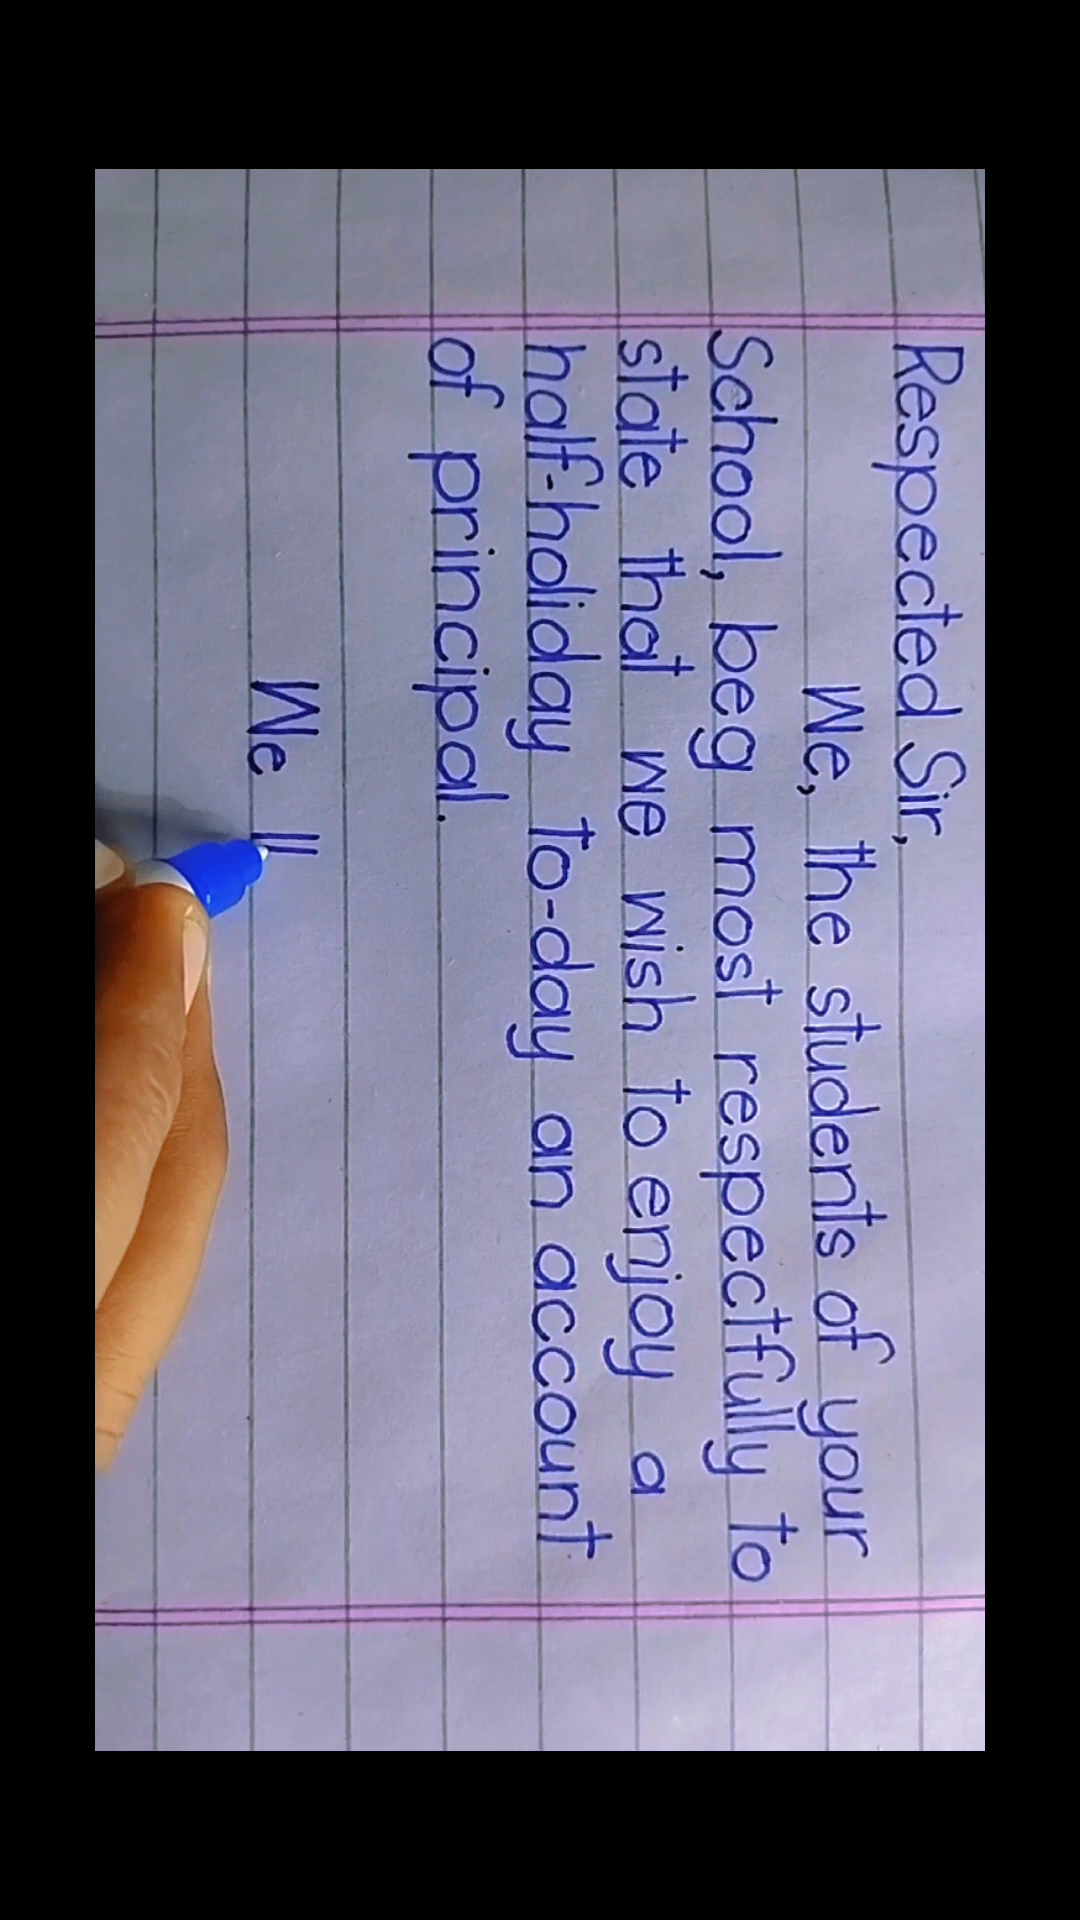 Respected Sir,
We, the students of your
School, beg most respectfully to
state that we wish to enjoy a
half-holiday to-day an account
of principal.
We